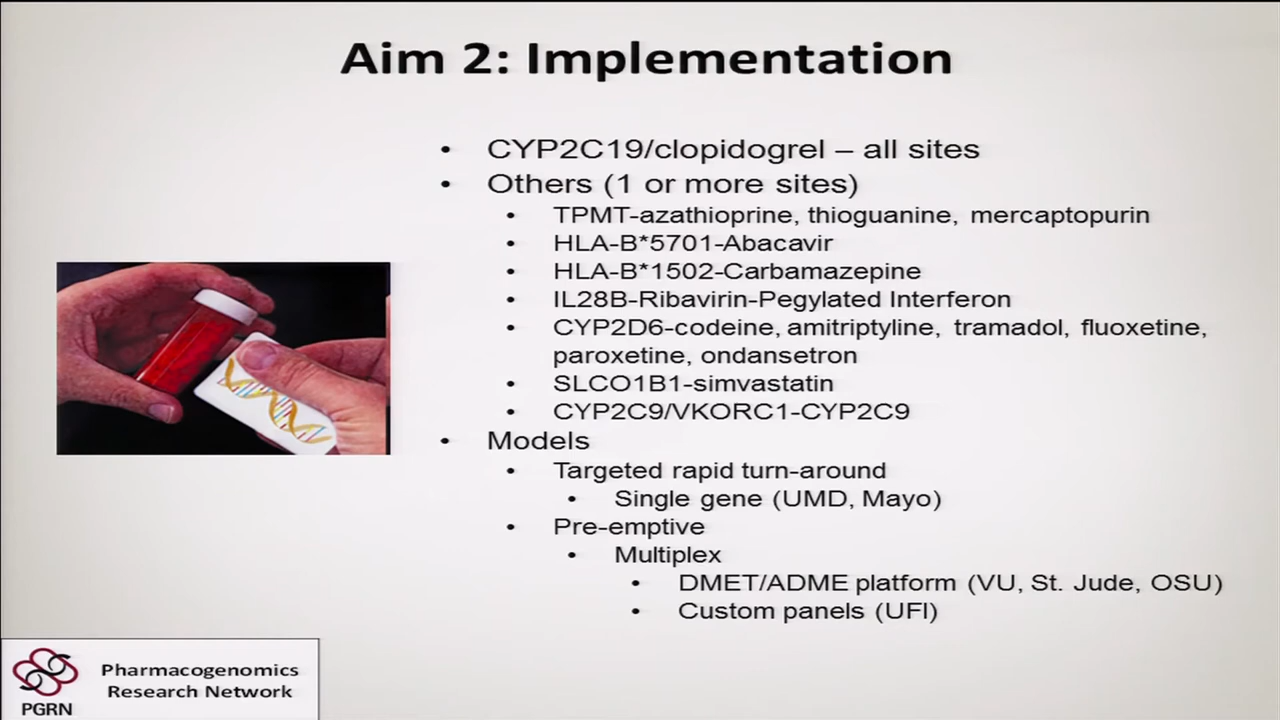 Aim 2: Implementation
• CYP2C19/clopidogrel – all sites
• Others (1 or more sites)
• TPMT-azathioprine, thioguanine, mercaptopurin
• HLA-B*5701-Abacavir
• HLA-B*1502-Carbamazepine
• IL28B-Ribavirin-Pegylated Interferon
• CYP2D6-codeine, amitriptyline, tramadol, fluoxetine,
paroxetine, ondansetron
• SLCO1B1-simvastatin
• CYP2C9/VKORC1-CYP2C9
• Models
• Targeted rapid turn-around
• Single gene (UMD, Mayo)
• Pre-emptive
• Multiplex
• DMET/ADME platform (VU, St. Jude, OSU)
• Custom panels (UFl)
Pharmacogenomics
Research Network
PGRN